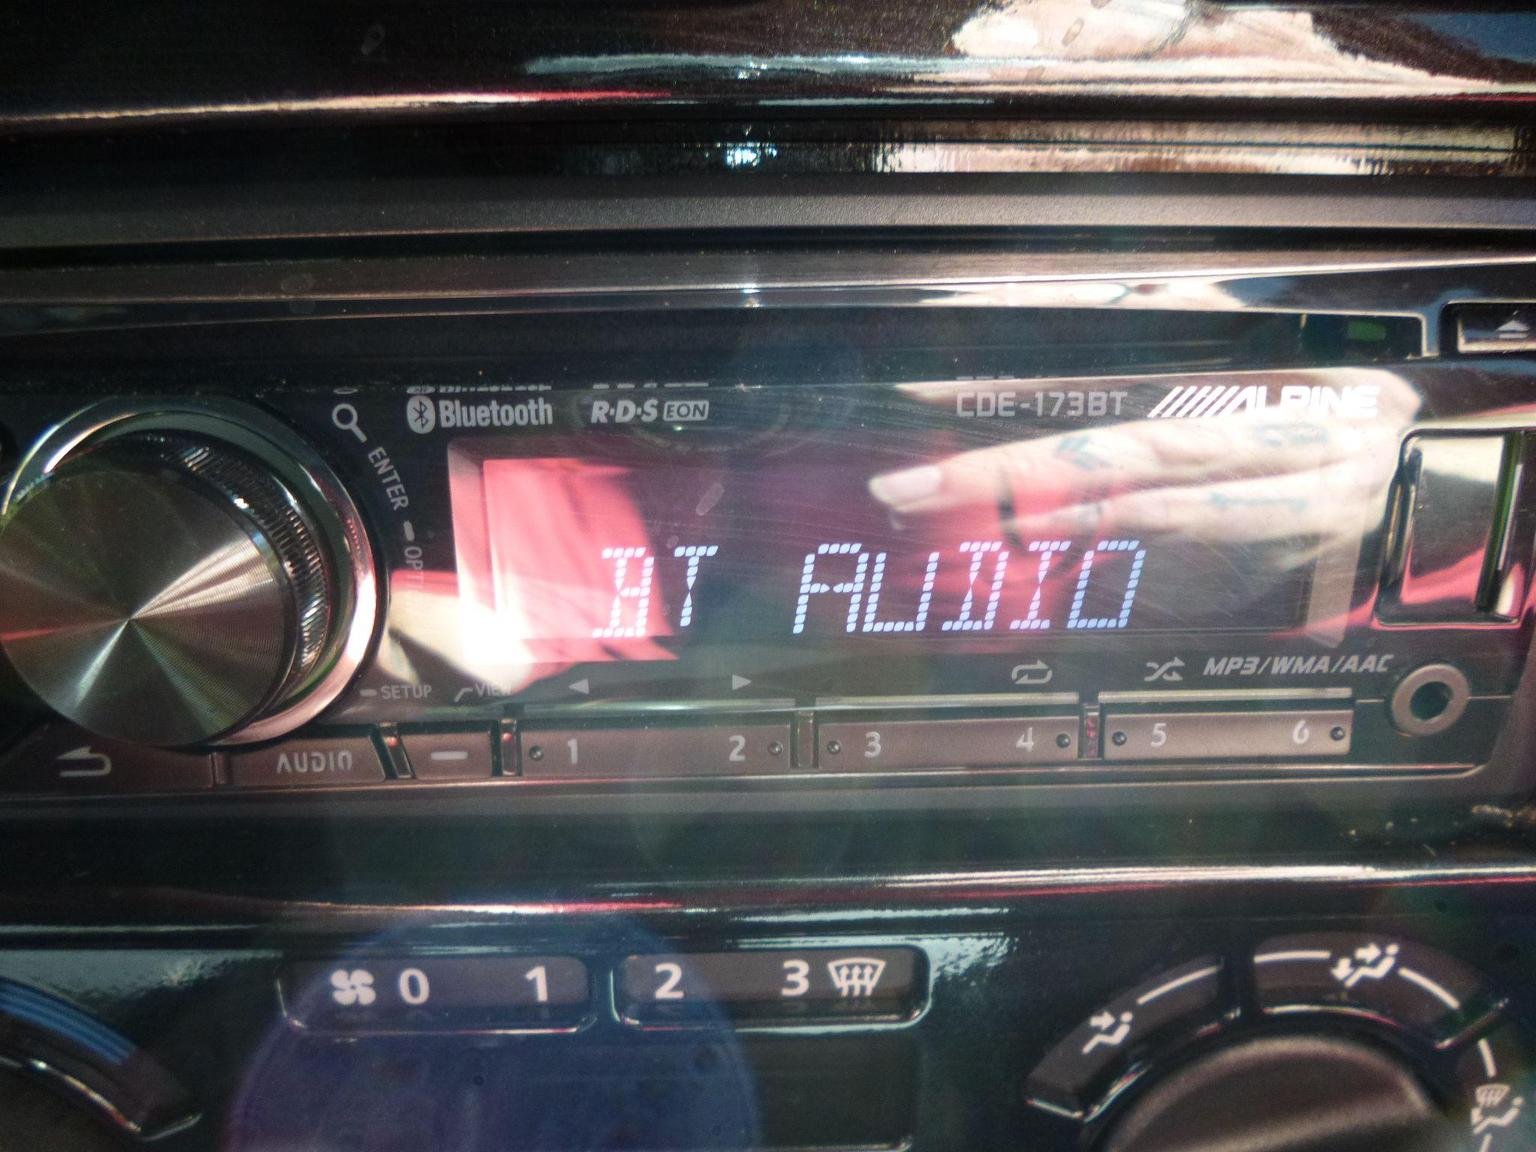 Bluetooth R·D·S EON CDE-173BT ALPINE
ENTER
OPT
BT AUDIO
SETUP VIEW MP3/WMA/AAC
AUDIO 1 2 3 4 5 6
0 1 2 3